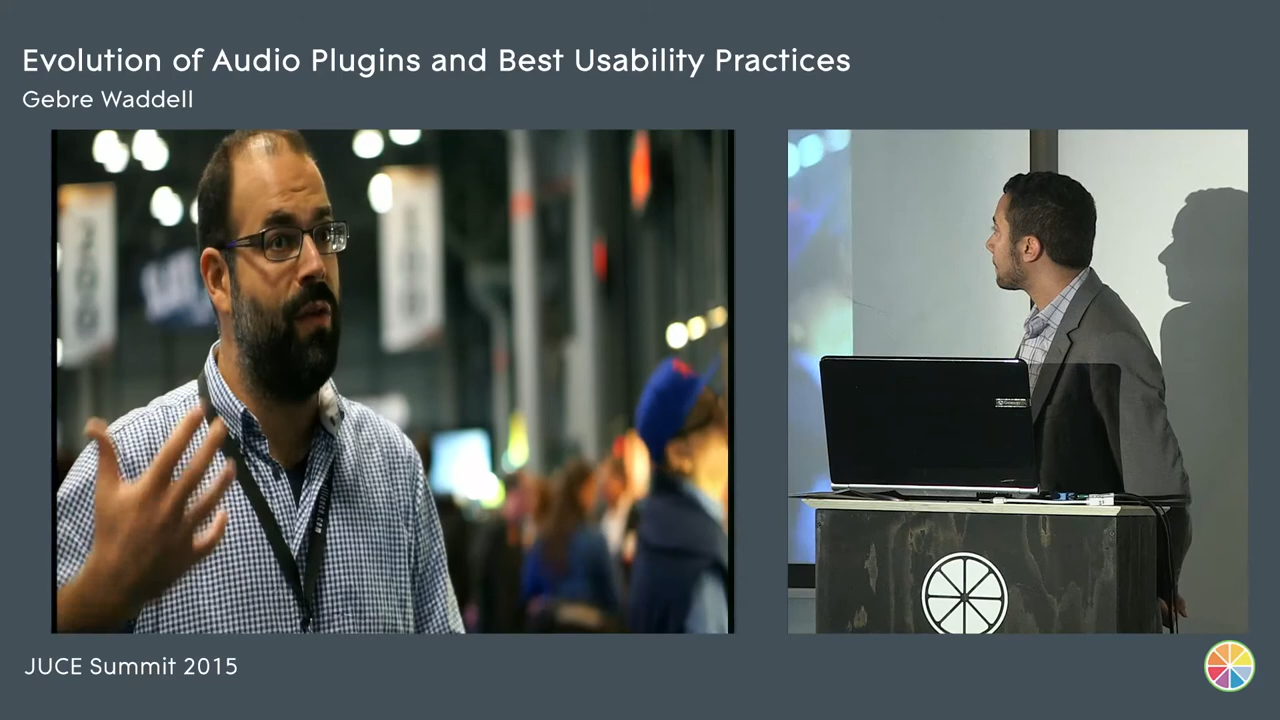 Evolution of Audio Plugins and Best Usability Practices
Gebre Waddell
JUCE Summit 2015